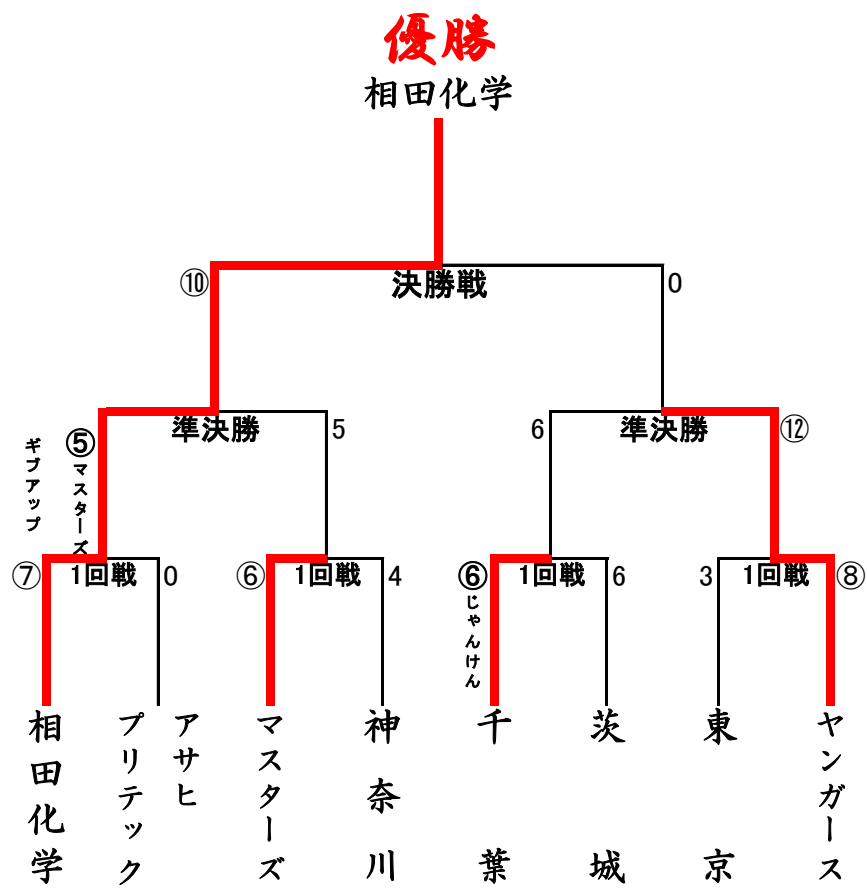 優勝
相田化学
⑩
決勝戦
0
⑤
マスターズ
ギブアップ
準決勝
5
6
準決勝
⑫
⑦
1回戦
0
⑥
1回戦
4
⑥
じゃんけん
1回戦
6
3
1回戦
⑧
相田化学
アサヒ
プリテック
マスターズ
神奈川
千葉
茨城
東京
ヤンガース